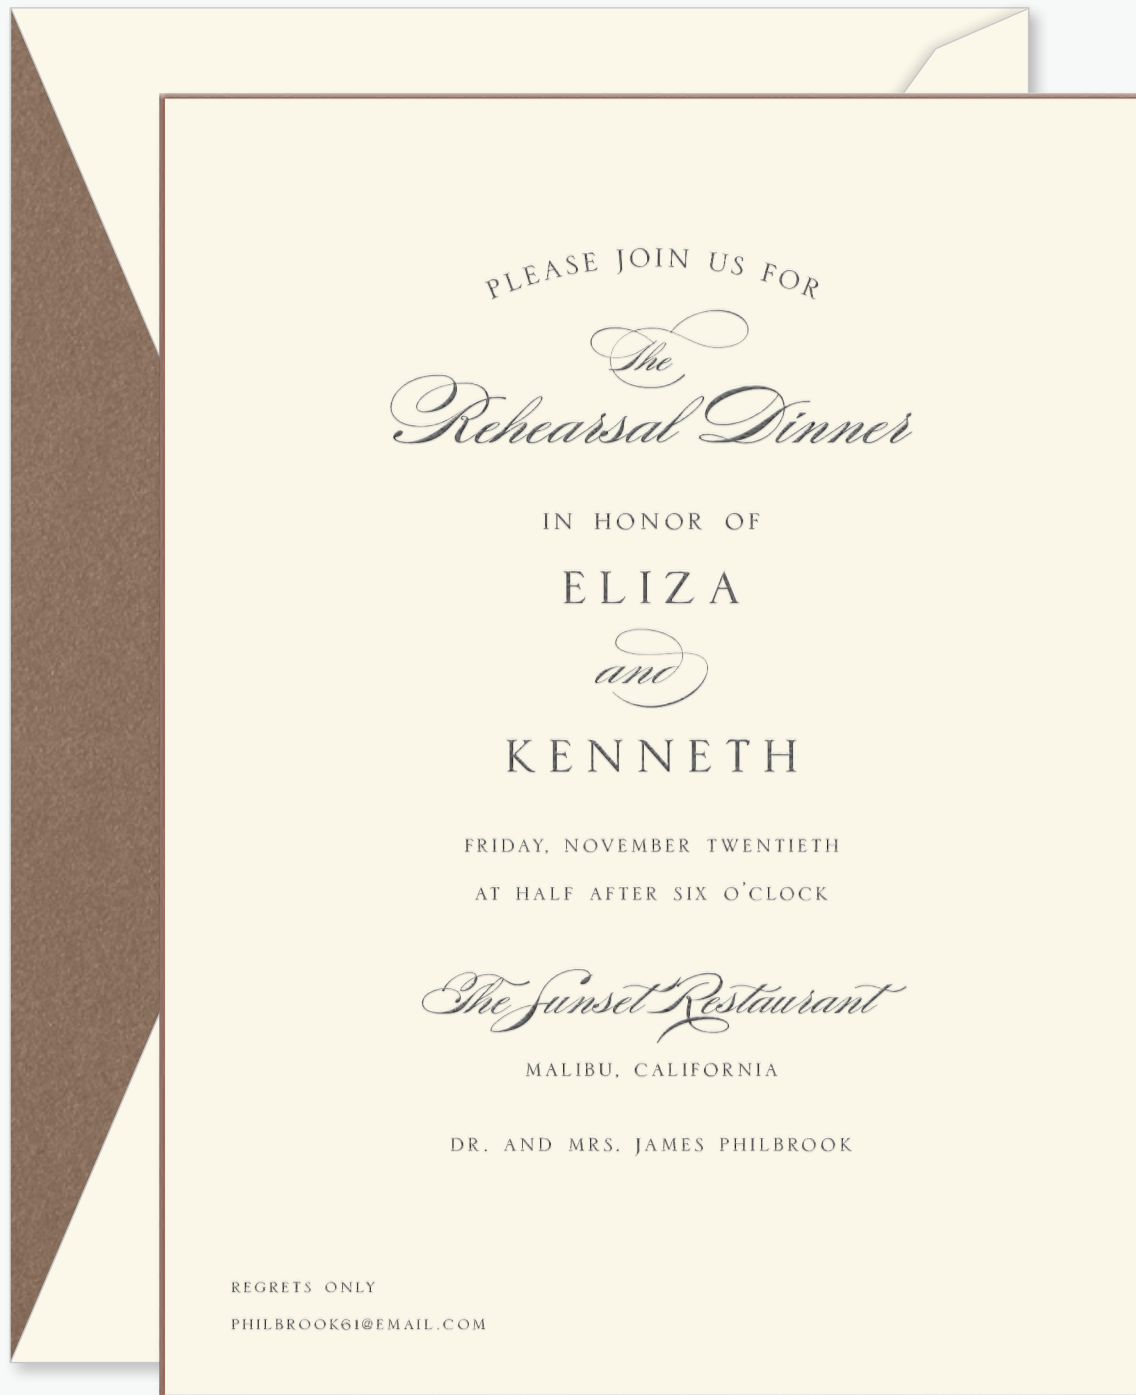 PLEASE JOIN US FOR
The
Rehearsal Dinner
IN HONOR OF
ELIZA
and
KENNETH
FRIDAY, NOVEMBER TWENTIETH
AT HALF AFTER SIX O'CLOCK
The Sunset Restaurant
MALIBU, CALIFORNIA
DR. AND MRS. JAMES PHILBROOK
REGRETS ONLY
PHILBROOK61@EMAIL.COM